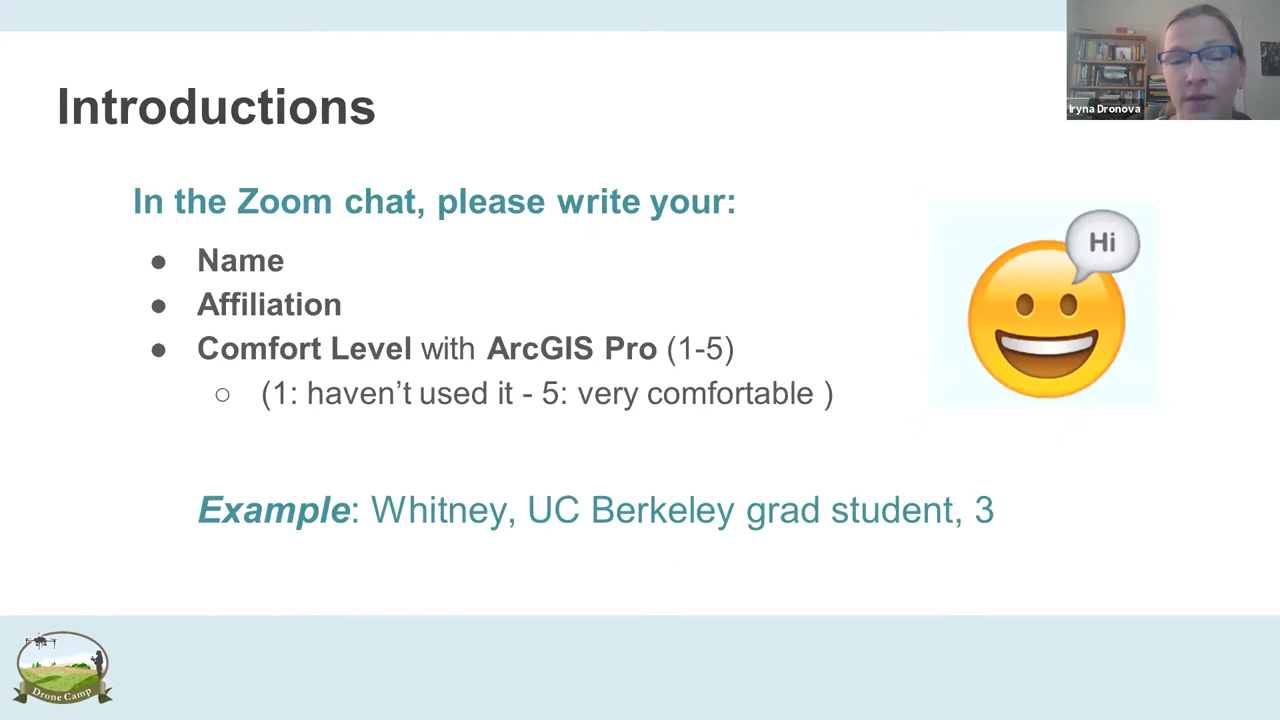 Iryna Dronova
Introductions
In the Zoom chat, please write your:
● Name
● Affiliation
● Comfort Level with ArcGIS Pro (1-5)
○ (1: haven’t used it - 5: very comfortable )
Hi
Example: Whitney, UC Berkeley grad student, 3
Drone Camp